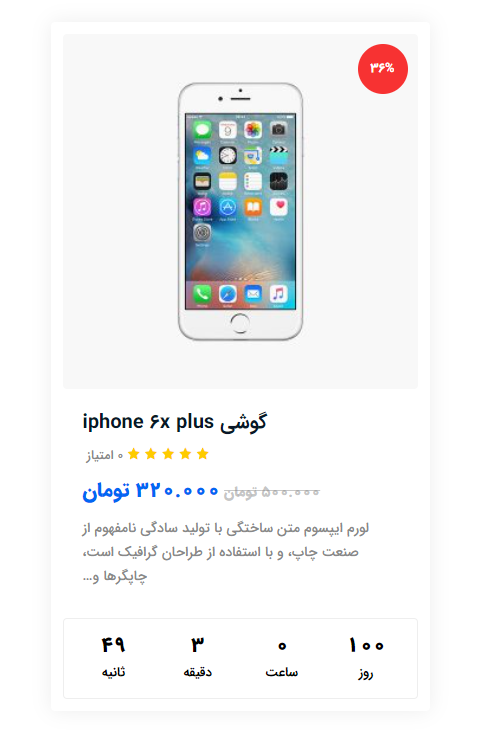 ۳۶%
گوشی iphone ۶x plus
۰ امتیاز
۵۰۰.۰۰۰ تومان ۳۲۰.۰۰۰ تومان
لورم ایپسوم متن ساختگی با تولید سادگی نامفهوم از
صنعت چاپ، و با استفاده از طراحان گرافیک است،
چاپگرها و...
۱۰۰ ۰ ۳ ۴۹
روز ساعت دقیقه ثانیه